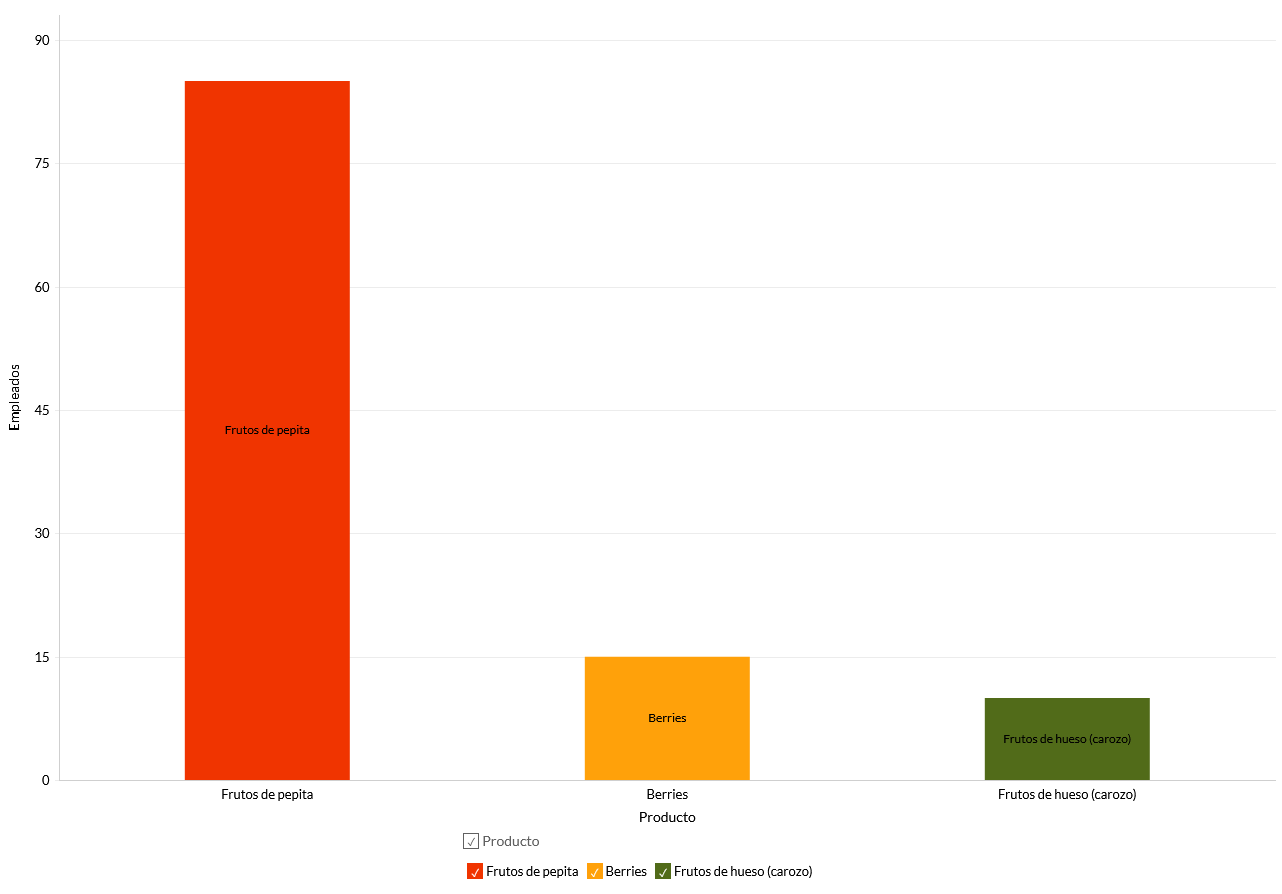 90
75
60
45
30
15
0
Empleados
Frutos de pepita
Berries
Frutos de hueso (carozo)
Frutos de pepita Berries Frutos de hueso (carozo)
Producto
Producto
Frutos de pepita Berries Frutos de hueso (carozo)